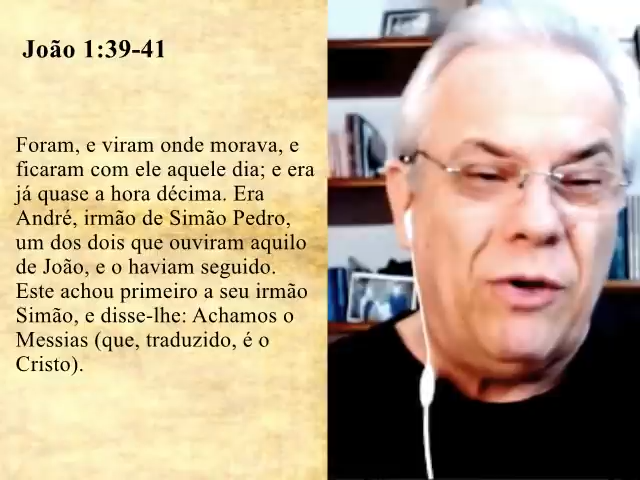 João 1:39-41
Foram, e viram onde morava, e
ficaram com ele aquele dia; e era
já quase a hora décima. Era
André, irmão de Simão Pedro,
um dos dois que ouviram aquilo
de João, e o haviam seguido.
Este achou primeiro a seu irmão
Simão, e disse-lhe: Achamos o
Messias (que, traduzido, é o
Cristo).